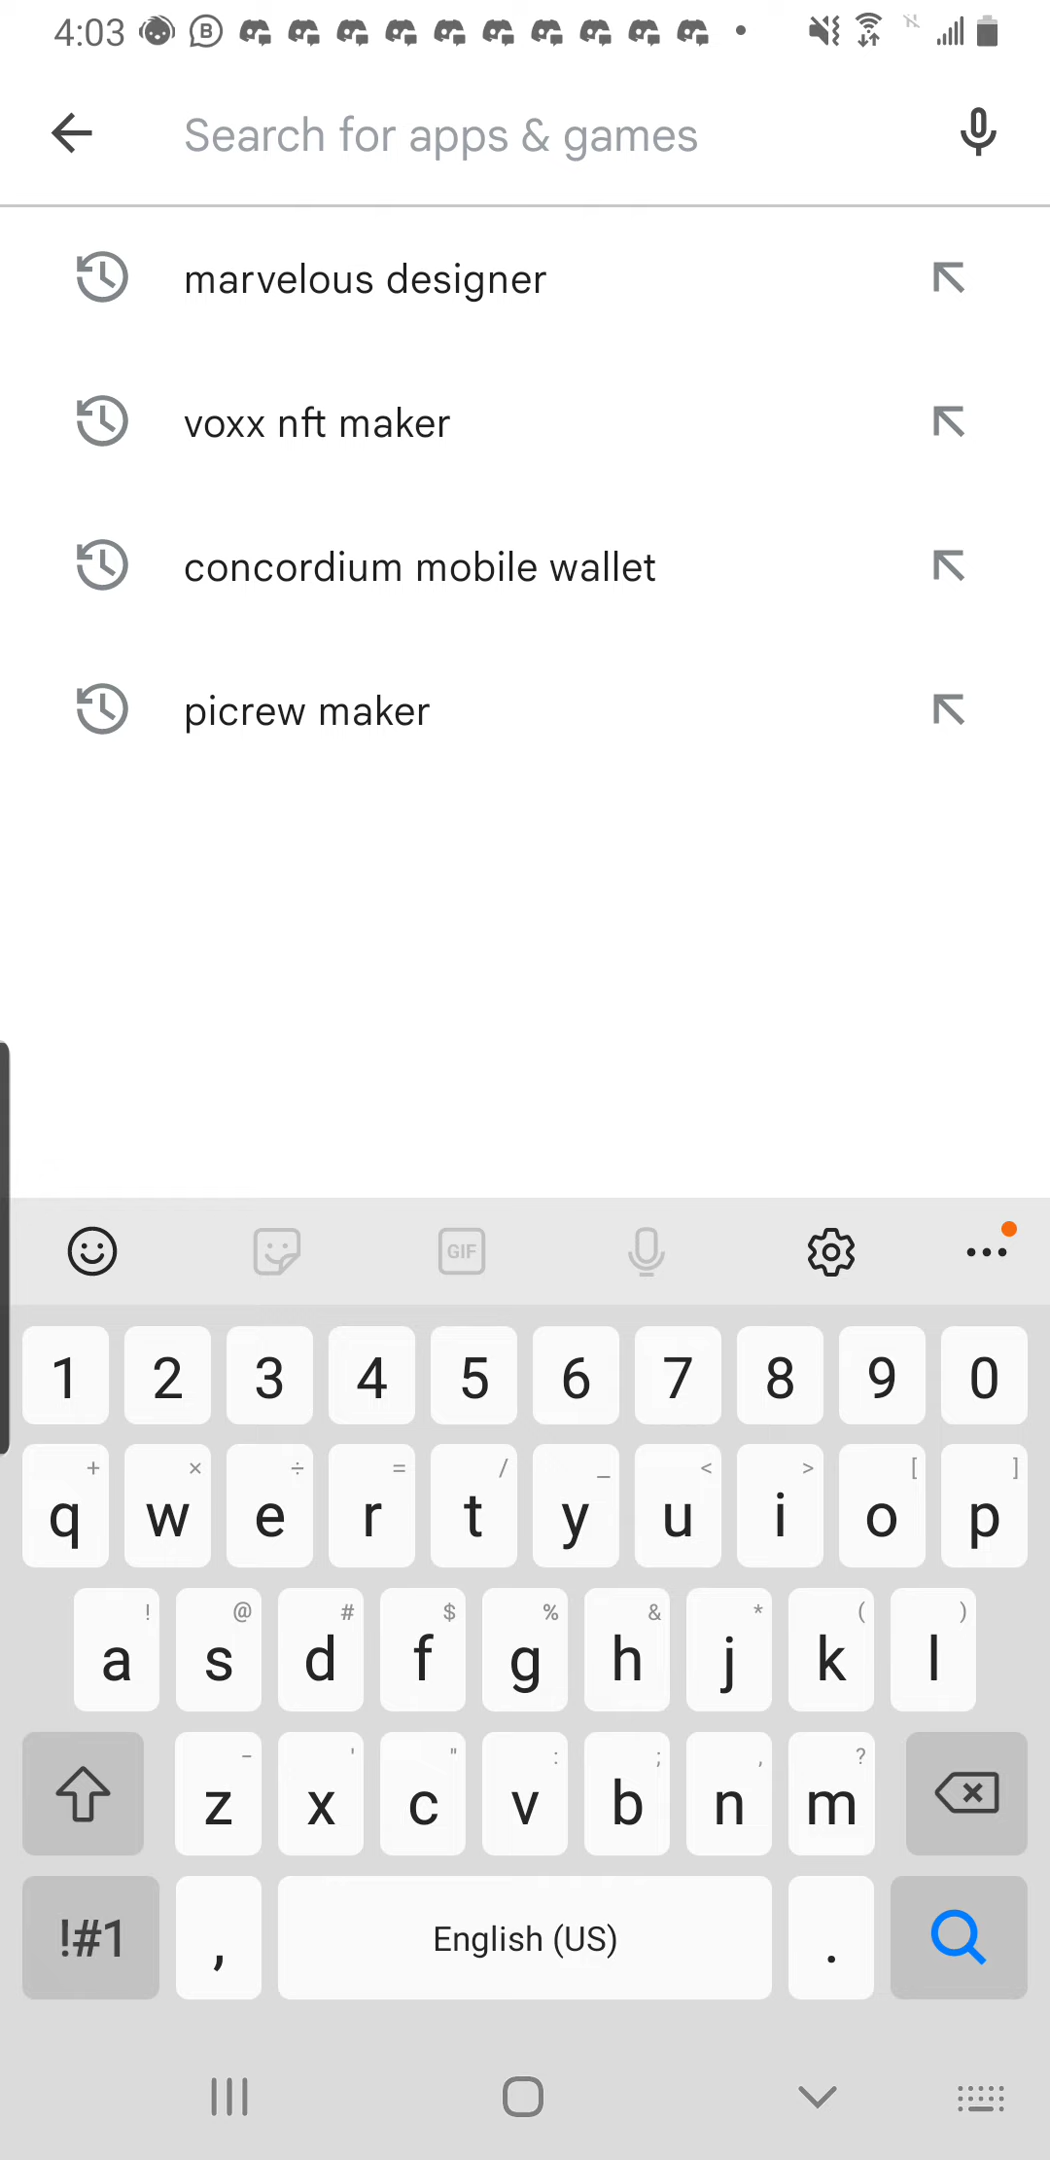 4:03
Search for apps & games
marvelous designer
voxx nft maker
concordium mobile wallet
picrew maker
GIF
1 2 3 4 5 6 7 8 9 0
+ × ÷ = / _ < > [ ]
q w e r t y u i o p
! @ # $ % & * ( )
a s d f g h j k l
- ' " : ; , ?
z x c v b n m
!#1 , English (US) .